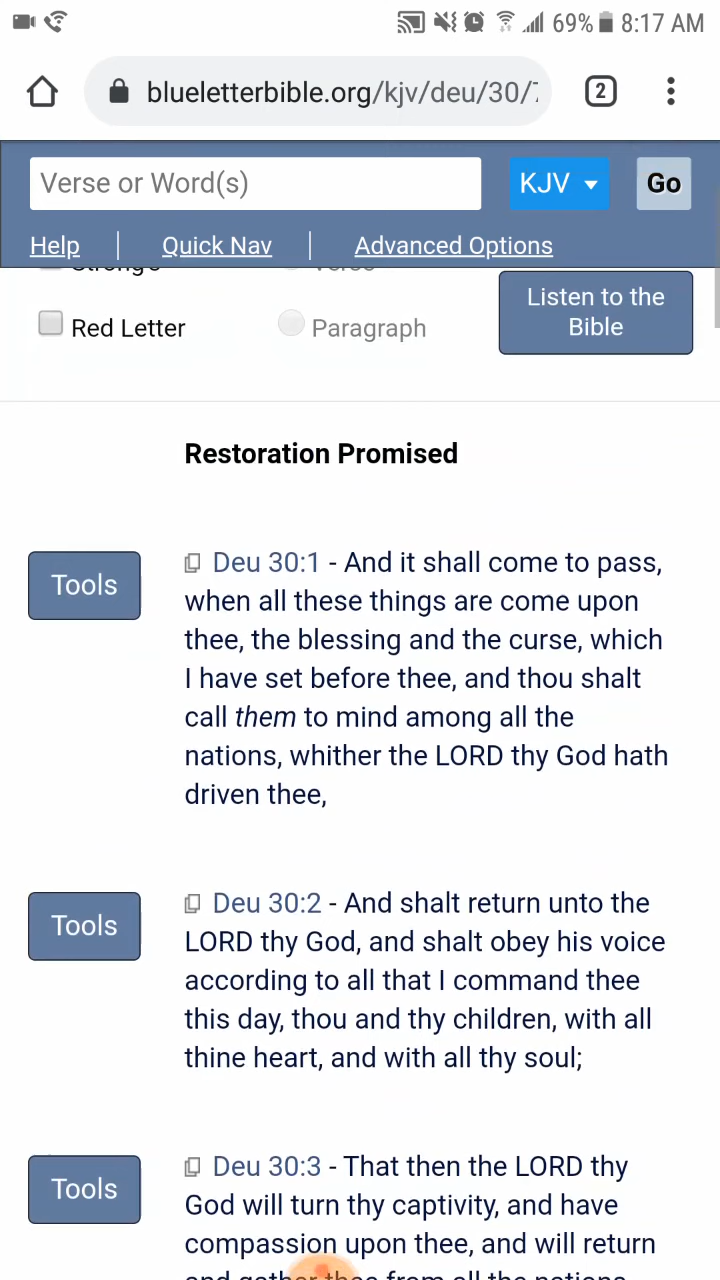 69% 8:17 AM
blueletterbible.org/kjv/deu/30/
2
Verse or Word(s) KJV Go
Help | Quick Nav | Advanced Options
Red Letter Paragraph
Listen to the
Bible
Restoration Promised
Tools
Deu 30:1 - And it shall come to pass,
when all these things are come upon
thee, the blessing and the curse, which
I have set before thee, and thou shalt
call them to mind among all the
nations, whither the LORD thy God hath
driven thee,
Tools
Deu 30:2 - And shalt return unto the
LORD thy God, and shalt obey his voice
according to all that I command thee
this day, thou and thy children, with all
thine heart, and with all thy soul;
Tools
Deu 30:3 - That then the LORD thy
God will turn thy captivity, and have
compassion upon thee, and will return
and gather thee from all the nations